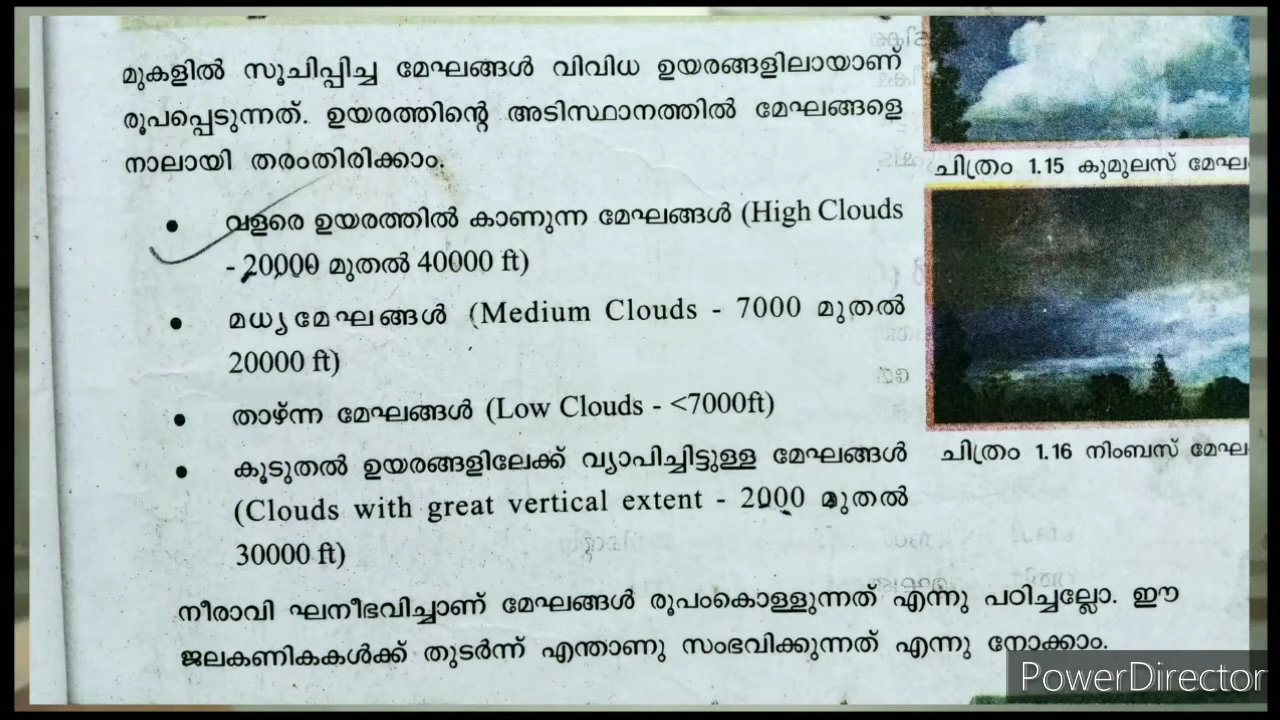 മുകളിൽ സൂചിപ്പിച്ച മേഘങ്ങൾ വിവിധ ഉയരങ്ങളിലായാണ്
രൂപപ്പെടുന്നത്. ഉയരത്തിന്റെ അടിസ്ഥാനത്തിൽ മേഘങ്ങളെ
നാലായി തരംതിരിക്കാം.
• വളരെ ഉയരത്തിൽ കാണുന്ന മേഘങ്ങൾ (High Clouds
- 20000 മുതൽ 40000 ft)
• മധ്യമേഘങ്ങൾ (Medium Clouds - 7000 മുതൽ
20000 ft)
• താഴ്ന്ന മേഘങ്ങൾ (Low Clouds - <7000ft)
• കൂടുതൽ ഉയരങ്ങളിലേക്ക് വ്യാപിച്ചിട്ടുള്ള മേഘങ്ങൾ
(Clouds with great vertical extent - 2000 മുതൽ
30000 ft)
നീരാവി ഘനീഭവിച്ചാണ് മേഘങ്ങൾ രൂപംകൊള്ളുന്നത് എന്നു പഠിച്ചല്ലോ. ഈ
ജലകണികകൾക്ക് തുടർന്ന് എന്താണു സംഭവിക്കുന്നത് എന്നു നോക്കാം.
ചിത്രം 1.15 കുമുലസ് മേഘ
ചിത്രം 1.16 നിംബസ് മേഘ
PowerDirector